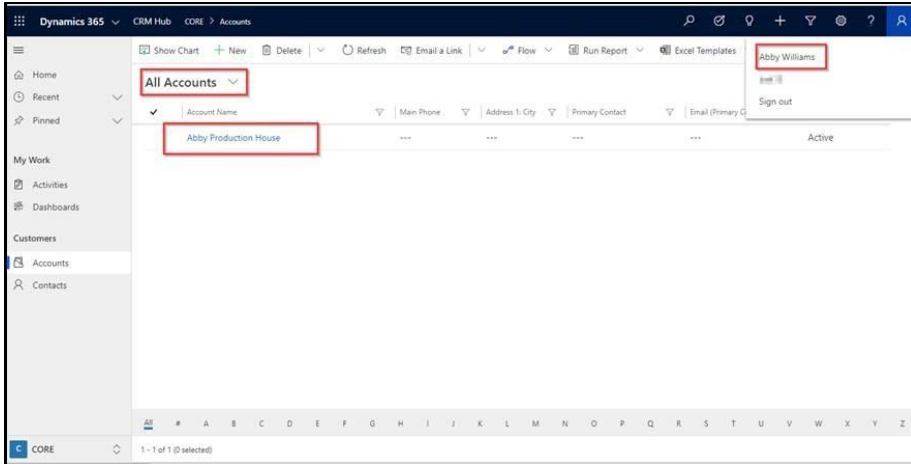 Dynamics 365 CRM Hub CORE > Accounts ?
Show Chart New Delete Refresh Email a Link Flow Run Report Excel Templates
Abby Williams
Sign out
Home
Recent
Pinned
My Work
Activities
Dashboards
Customers
Accounts
Contacts
All Accounts
Account Name Main Phone Address 1: City Primary Contact Email (Primary
Abby Production House --- --- --- --- Active
All # A B C D E F G H I J K L M N O P Q R S T U V W X Y Z
C CORE
1 - 1 of 1 (0 selected)